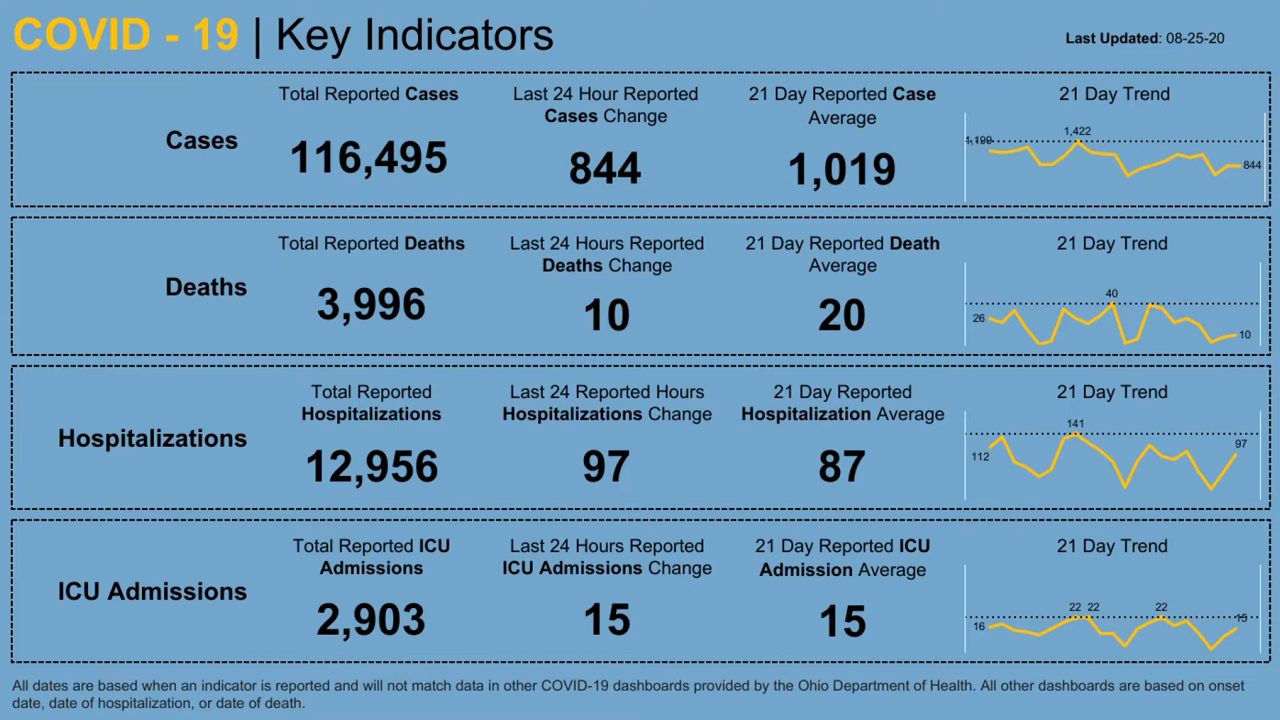 COVID - 19 | Key Indicators
Last Updated: 08-25-20
Cases
Total Reported Cases
116,495
Last 24 Hour Reported
Cases Change
844
21 Day Reported Case
Average
1,019
21 Day Trend
1,199
1,422
844
Deaths
Total Reported Deaths
3,996
Last 24 Hours Reported
Deaths Change
10
21 Day Reported Death
Average
20
21 Day Trend
26
40
10
Hospitalizations
Total Reported
Hospitalizations
12,956
Last 24 Reported Hours
Hospitalizations Change
97
21 Day Reported
Hospitalization Average
87
21 Day Trend
112
141
97
ICU Admissions
Total Reported ICU
Admissions
2,903
Last 24 Hours Reported
ICU Admissions Change
15
21 Day Reported ICU
Admission Average
15
21 Day Trend
16
22 22
22
15
All dates are based when an indicator is reported and will not match data in other COVID-19 dashboards provided by the Ohio Department of Health. All other dashboards are based on onset
date, date of hospitalization, or date of death.